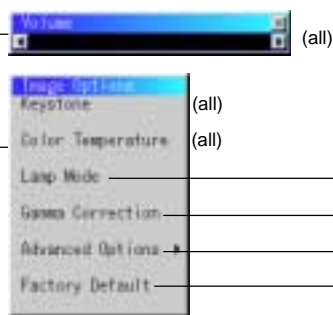 Volume
(all)
Image Options
Keystone (all)
Color Temperature (all)
Lamp Mode
Gamma Correction
Advanced Options
Factory Default